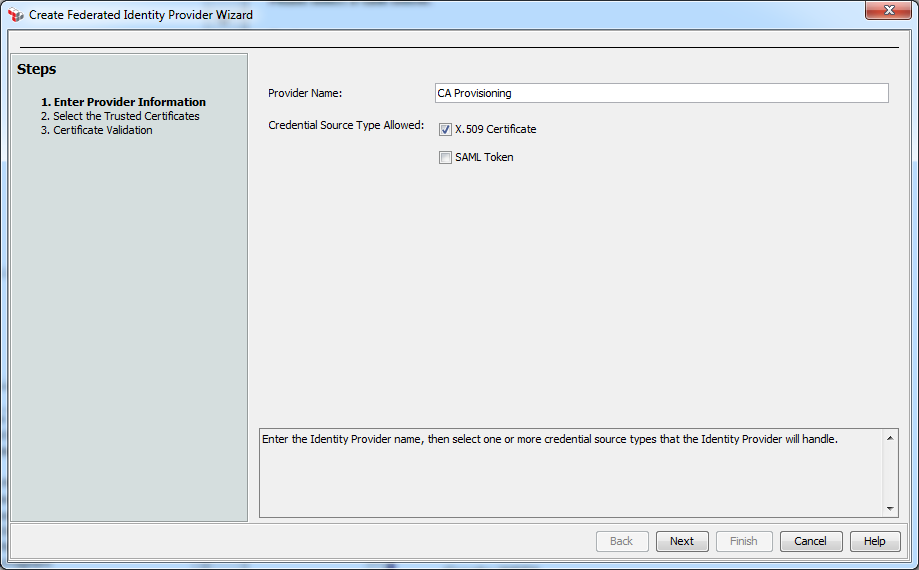 Create Federated Identity Provider Wizard
Steps
1. Enter Provider Information
2. Select the Trusted Certificates
3. Certificate Validation
Provider Name:
CA Provisioning
Credential Source Type Allowed:
X.509 Certificate
SAML Token
Enter the Identity Provider name, then select one or more credential source types that the Identity Provider will handle.
Back
Next
Finish
Cancel
Help